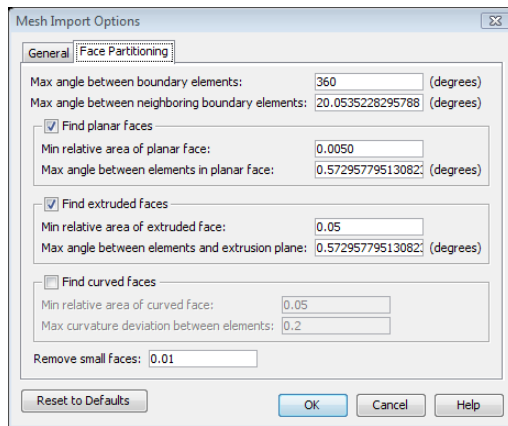 Mesh Import Options
General Face Partitioning
Max angle between boundary elements: 360 (degrees)
Max angle between neighboring boundary elements: 20.0535228295788 (degrees)
Find planar faces
Min relative area of planar face: 0.0050
Max angle between elements in planar face: 0.572957795130823 (degrees)
Find extruded faces
Min relative area of extruded face: 0.05
Max angle between elements and extrusion plane: 0.572957795130823 (degrees)
Find curved faces
Min relative area of curved face: 0.05
Max curvature deviation between elements: 0.2
Remove small faces: 0.01
Reset to Defaults OK Cancel Help